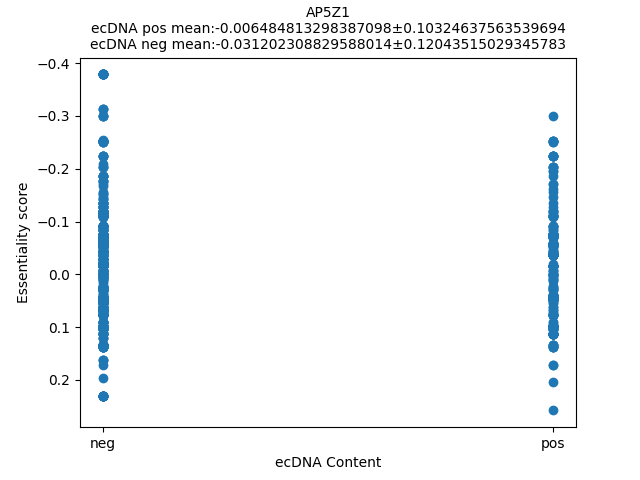 AP5Z1
ecDNA pos mean:-0.006484813298387098±0.10324637563539694
ecDNA neg mean:-0.031202308829588014±0.12043515029345783
−0.4
−0.3
−0.2
−0.1
0.0
0.1
0.2
Essentiality score
neg
pos
ecDNA Content